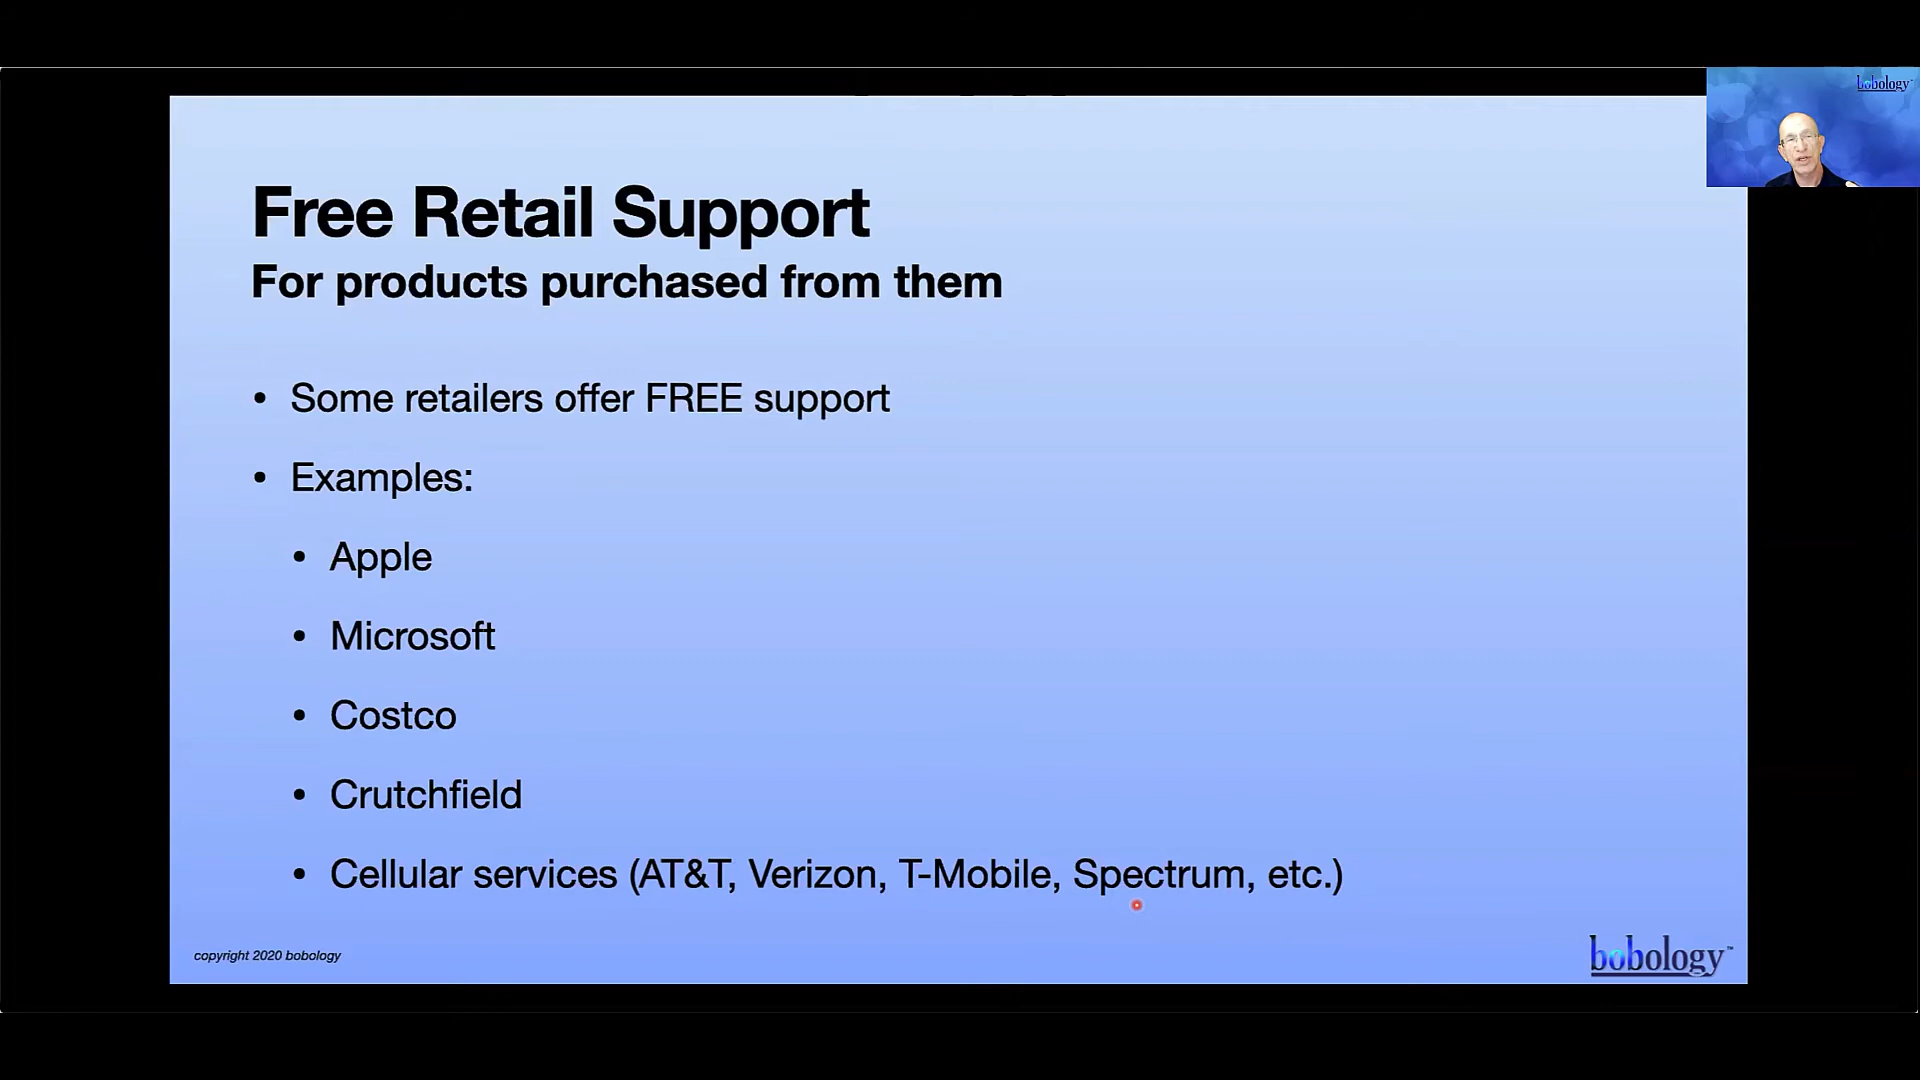 bobology
Free Retail Support
For products purchased from them
• Some retailers offer FREE support
• Examples:
• Apple
• Microsoft
• Costco
• Crutchfield
• Cellular services (AT&T, Verizon, T-Mobile, Spectrum, etc.)
copyright 2020 bobology
bobology™